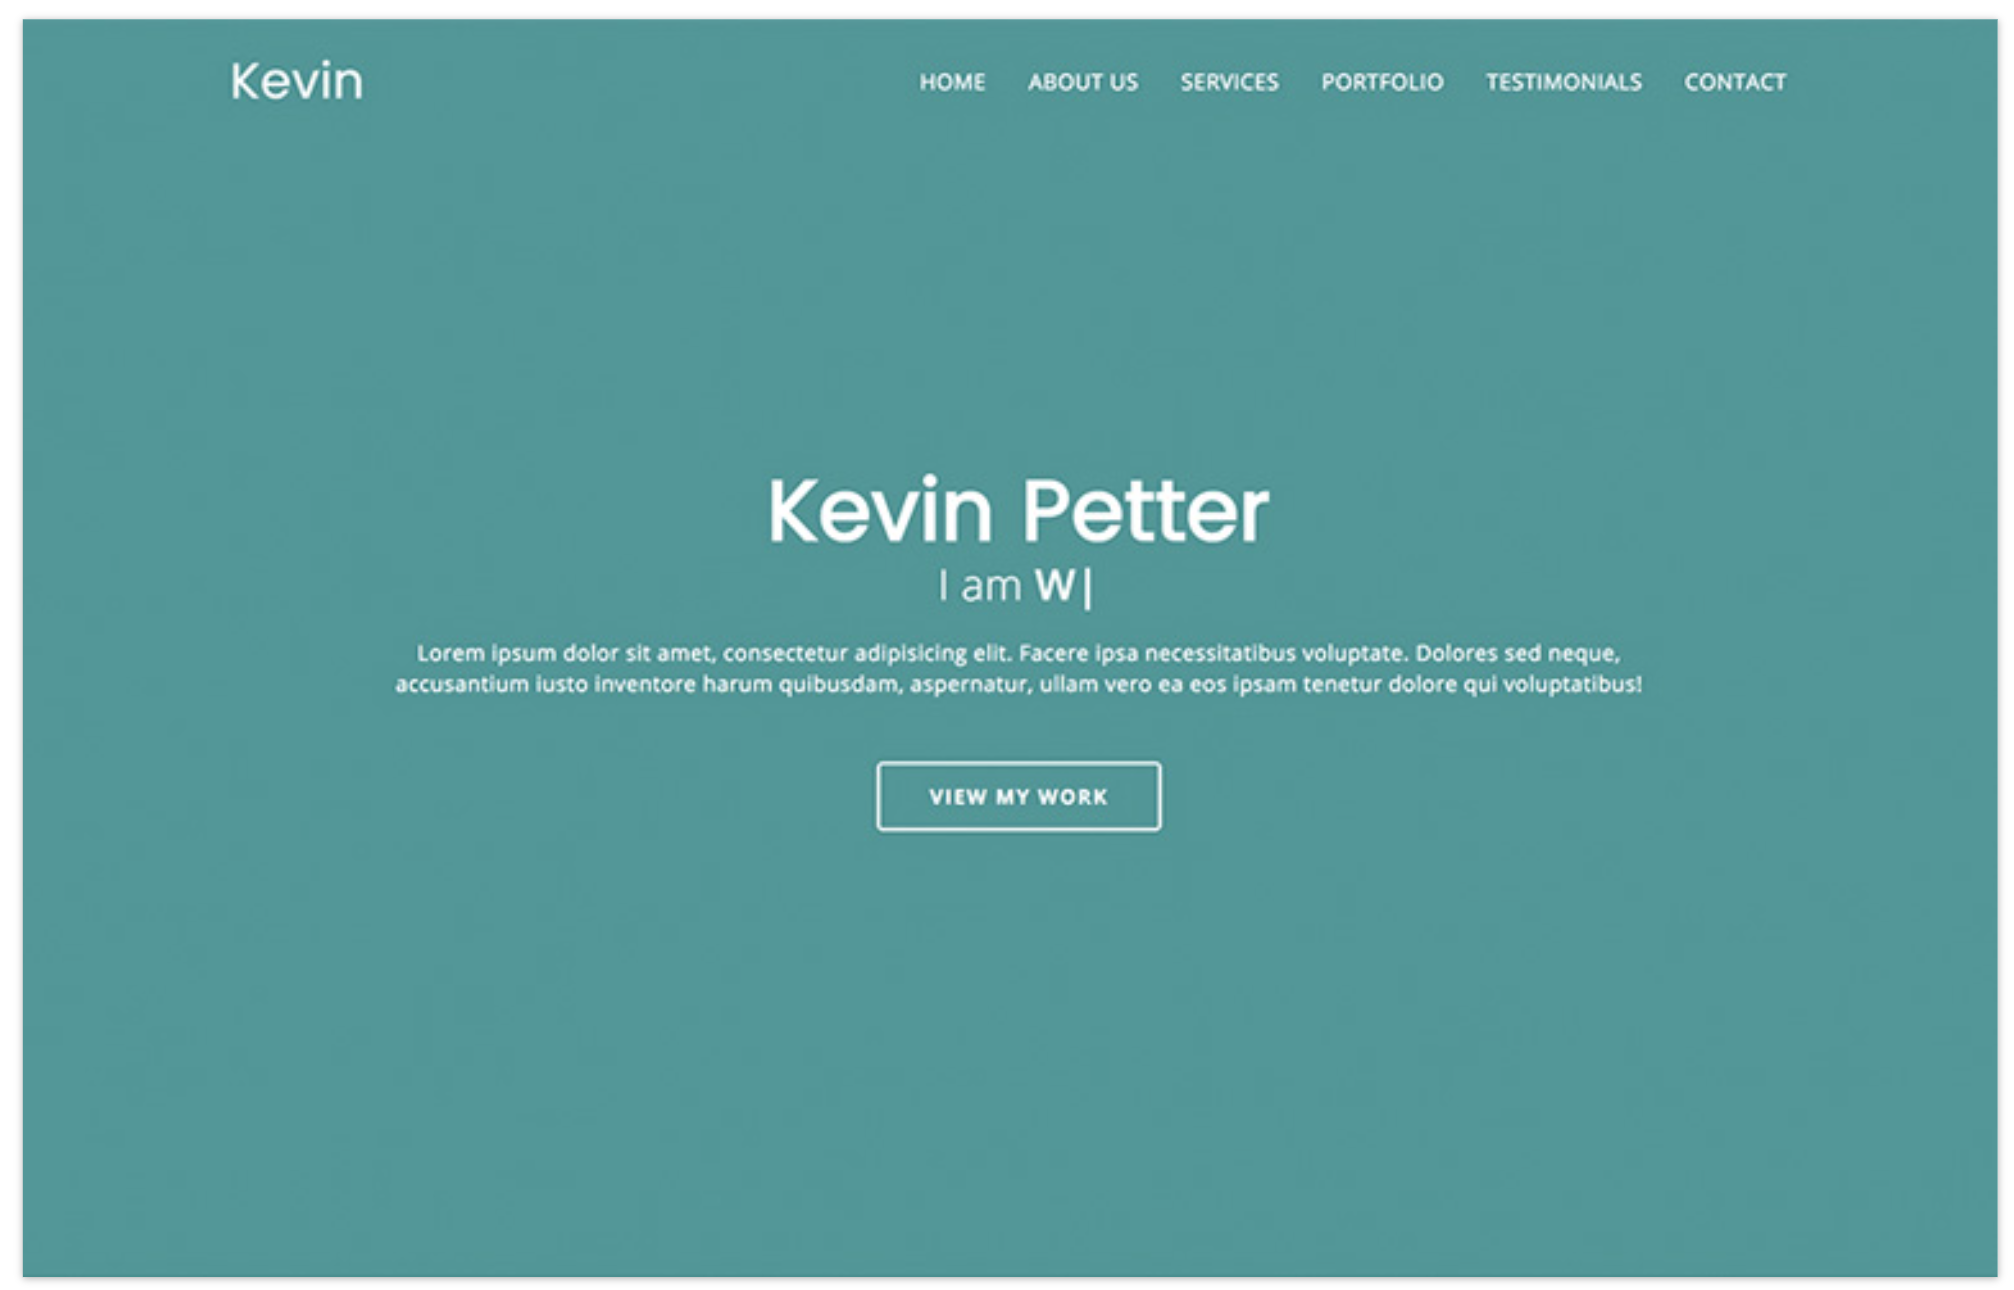 Kevin
HOME ABOUT US SERVICES PORTFOLIO TESTIMONIALS CONTACT
Kevin Petter
I am W|
Lorem ipsum dolor sit amet, consectetur adipisicing elit. Facere ipsa necessitatibus voluptate. Dolores sed neque,
accusantium iusto inventore harum quibusdam, aspernatur, ullam vero ea eos ipsam tenetur dolore qui voluptatibus!
VIEW MY WORK